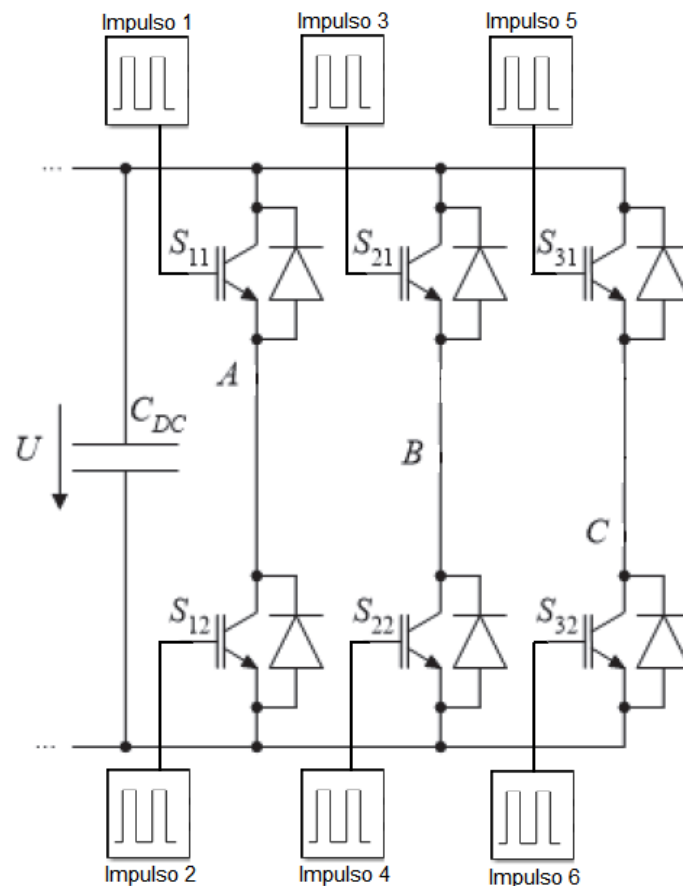 Impulso 1
Impulso 3
Impulso 5
...
S11
S21
S31
A
CDC
U
B
C
S12
S22
S32
...
Impulso 2
Impulso 4
Impulso 6